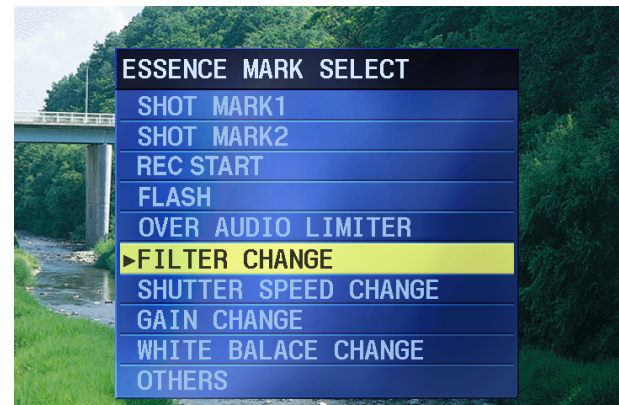 ESSENCE MARK SELECT
SHOT MARK1
SHOT MARK2
REC START
FLASH
OVER AUDIO LIMITER
▶FILTER CHANGE
SHUTTER SPEED CHANGE
GAIN CHANGE
WHITE BALACE CHANGE
OTHERS